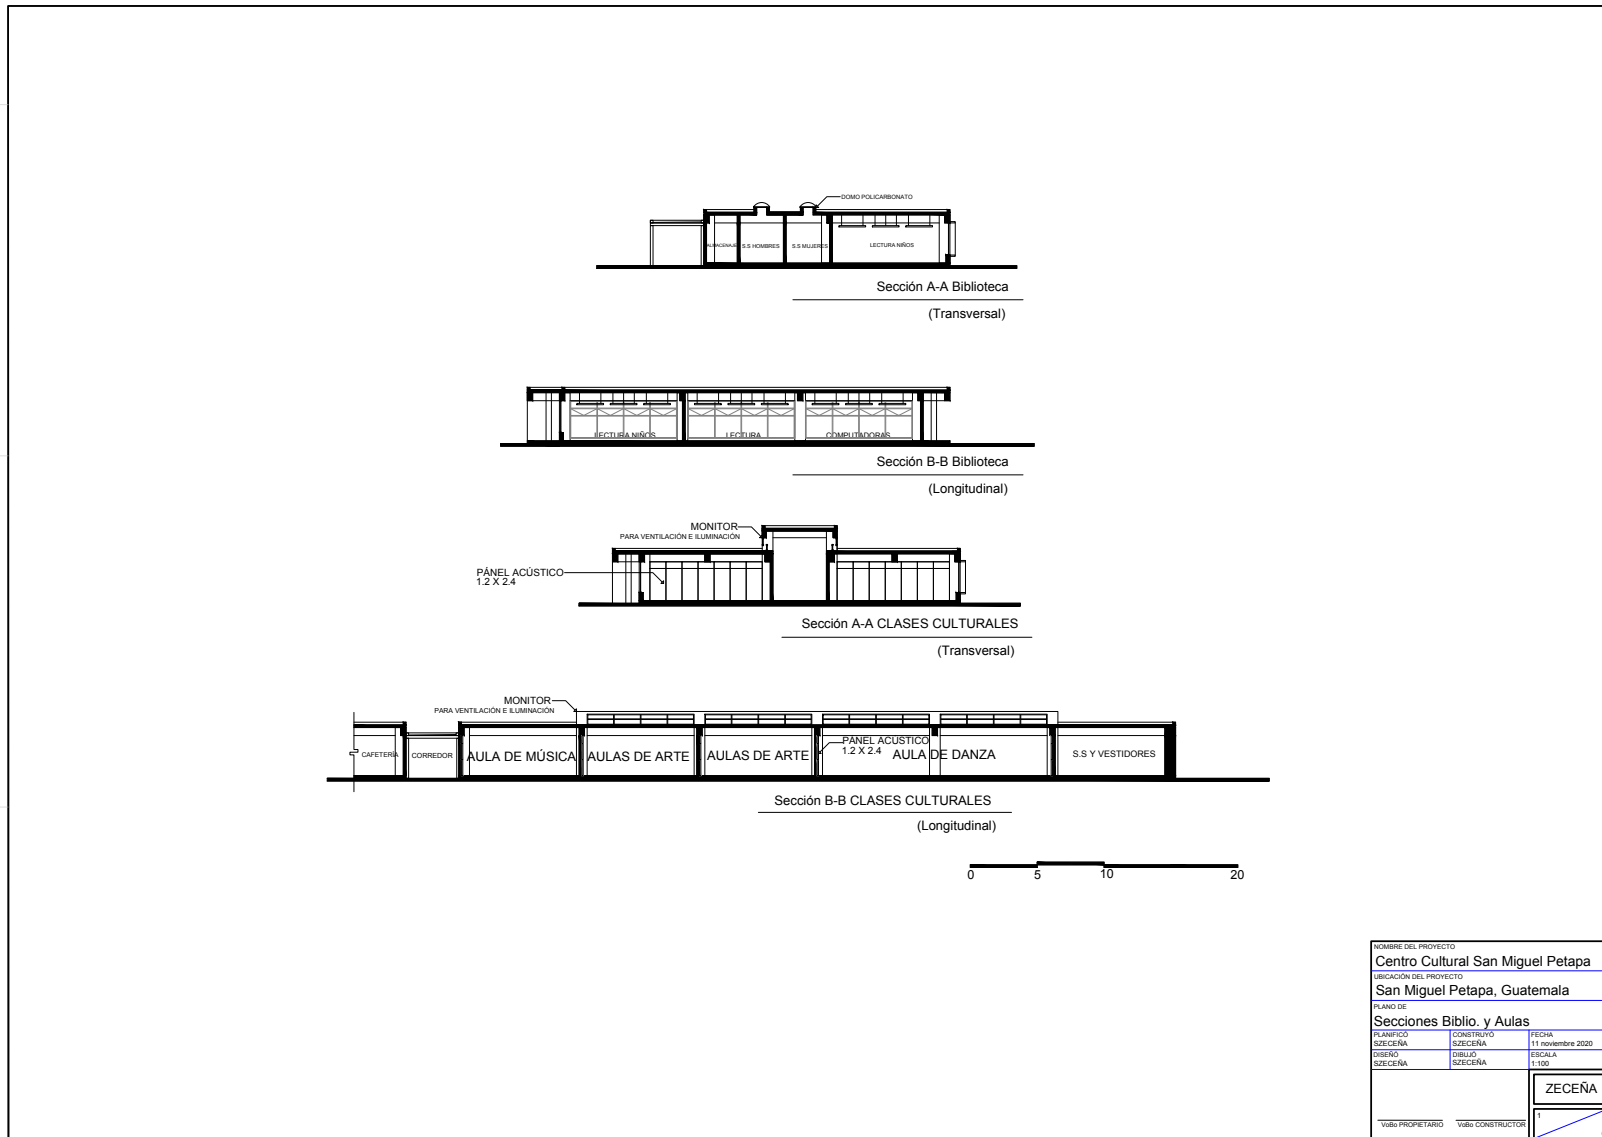 DOMO POLICARBONATO
ALMACENAJE S.S HOMBRES S.S MUJERES LECTURA NIÑOS
Sección A-A Biblioteca
(Transversal)
LECTURA NIÑOS LECTURA COMPUTADORAS
Sección B-B Biblioteca
(Longitudinal)
MONITOR
PARA VENTILACIÓN E ILUMINACIÓN
PÁNEL ACÚSTICO
1.2 X 2.4
Sección A-A CLASES CULTURALES
(Transversal)
MONITOR
PARA VENTILACIÓN E ILUMINACIÓN
PÁNEL ACÚSTICO
1.2 X 2.4
CAFETERÍA CORREDOR AULA DE MÚSICA AULAS DE ARTE AULAS DE ARTE AULA DE DANZA S.S Y VESTIDORES
Sección B-B CLASES CULTURALES
(Longitudinal)
0 5 10 20
NOMBRE DEL PROYECTO
Centro Cultural San Miguel Petapa
UBICACIÓN DEL PROYECTO
San Miguel Petapa, Guatemala
PLANO DE
Secciones Biblio. y Aulas
PLANIFICÓ CONSTRUYÓ FECHA
SZECEÑA SZECEÑA 11 noviembre 2020
DISEÑÓ DIBUJÓ ESCALA
SZECEÑA SZECEÑA 1:100
ZECEÑA
1
VoBo PROPIETARIO VoBo CONSTRUCTOR